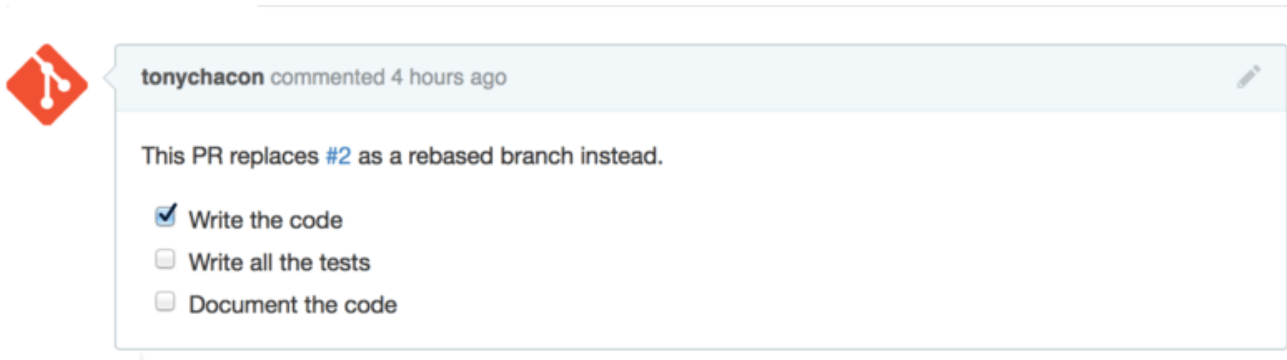 tonychacon commented 4 hours ago
This PR replaces #2 as a rebased branch instead.
Write the code
Write all the tests
Document the code